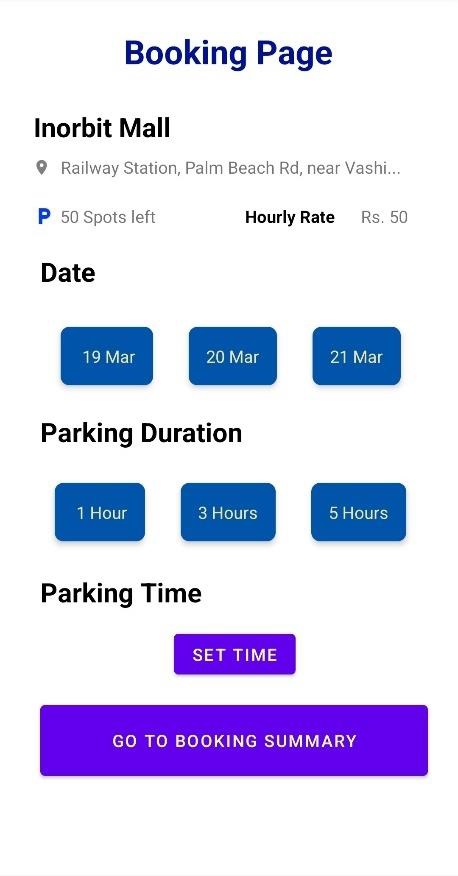 Booking Page
Inorbit Mall
Railway Station, Palm Beach Rd, near Vashi...
P 50 Spots left Hourly Rate Rs. 50
Date
19 Mar 20 Mar 21 Mar
Parking Duration
1 Hour 3 Hours 5 Hours
Parking Time
SET TIME
GO TO BOOKING SUMMARY